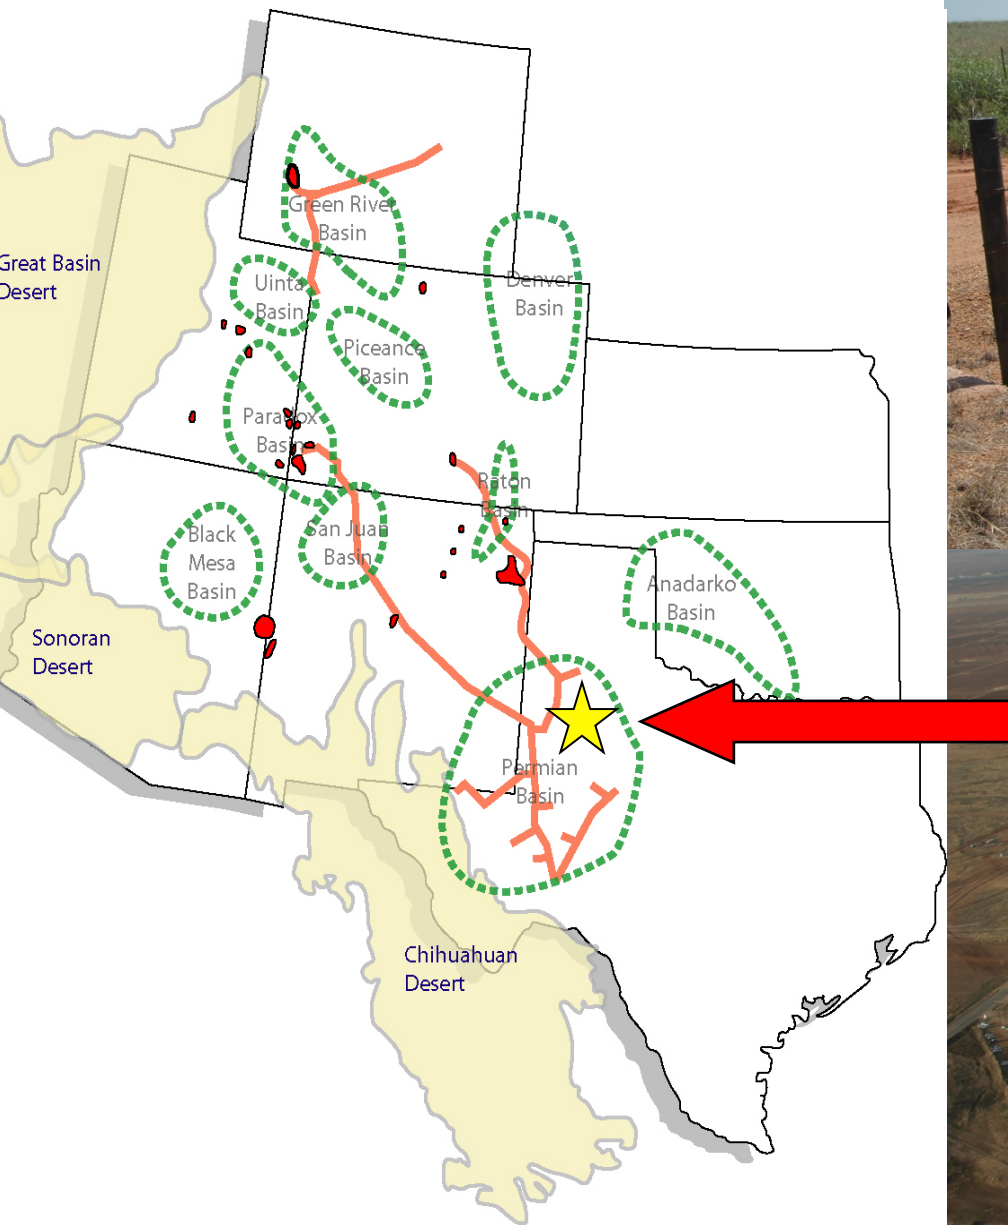 Green River
Basin
Great Basin
Desert
Uinta
Basin
Denver
Basin
Piceance
Basin
Paradox
Basin
Raton
Basin
Black
Mesa
Basin
San Juan
Basin
Anadarko
Basin
Sonoran
Desert
Permian
Basin
Chihuahuan
Desert